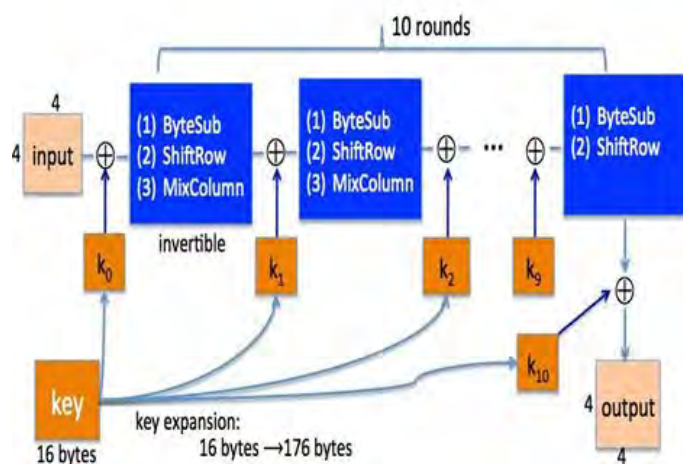 10 rounds
4
4
input
⊕
(1) ByteSub
(2) ShiftRow
(3) MixColumn
invertible
⊕
(1) ByteSub
(2) ShiftRow
(3) MixColumn
⊕
...
⊕
(1) ByteSub
(2) ShiftRow
k0
k1
k2
k9
⊕
k10
key
16 bytes
key expansion:
16 bytes →176 bytes
4
output
4